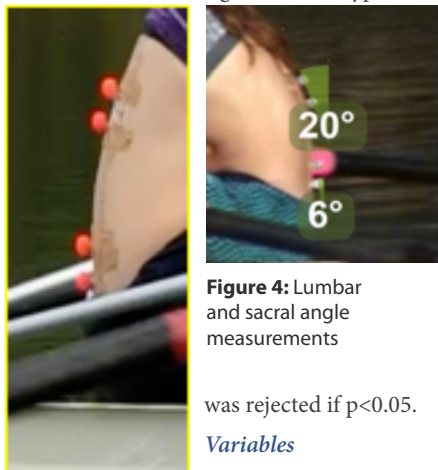 20°
6°
Figure 4: Lumbar
and sacral angle
measurements
was rejected if p<0.05.
Variables